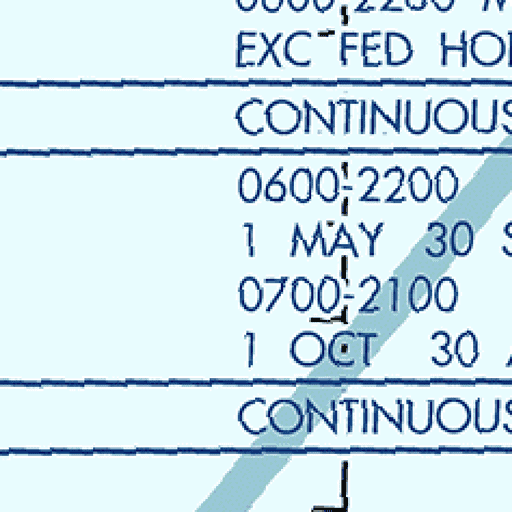 EXC FED HO
CONTINUOUS
0600-2200
1 MAY 30 S
0700-2100
1 OCT 30
CONTINUOUS